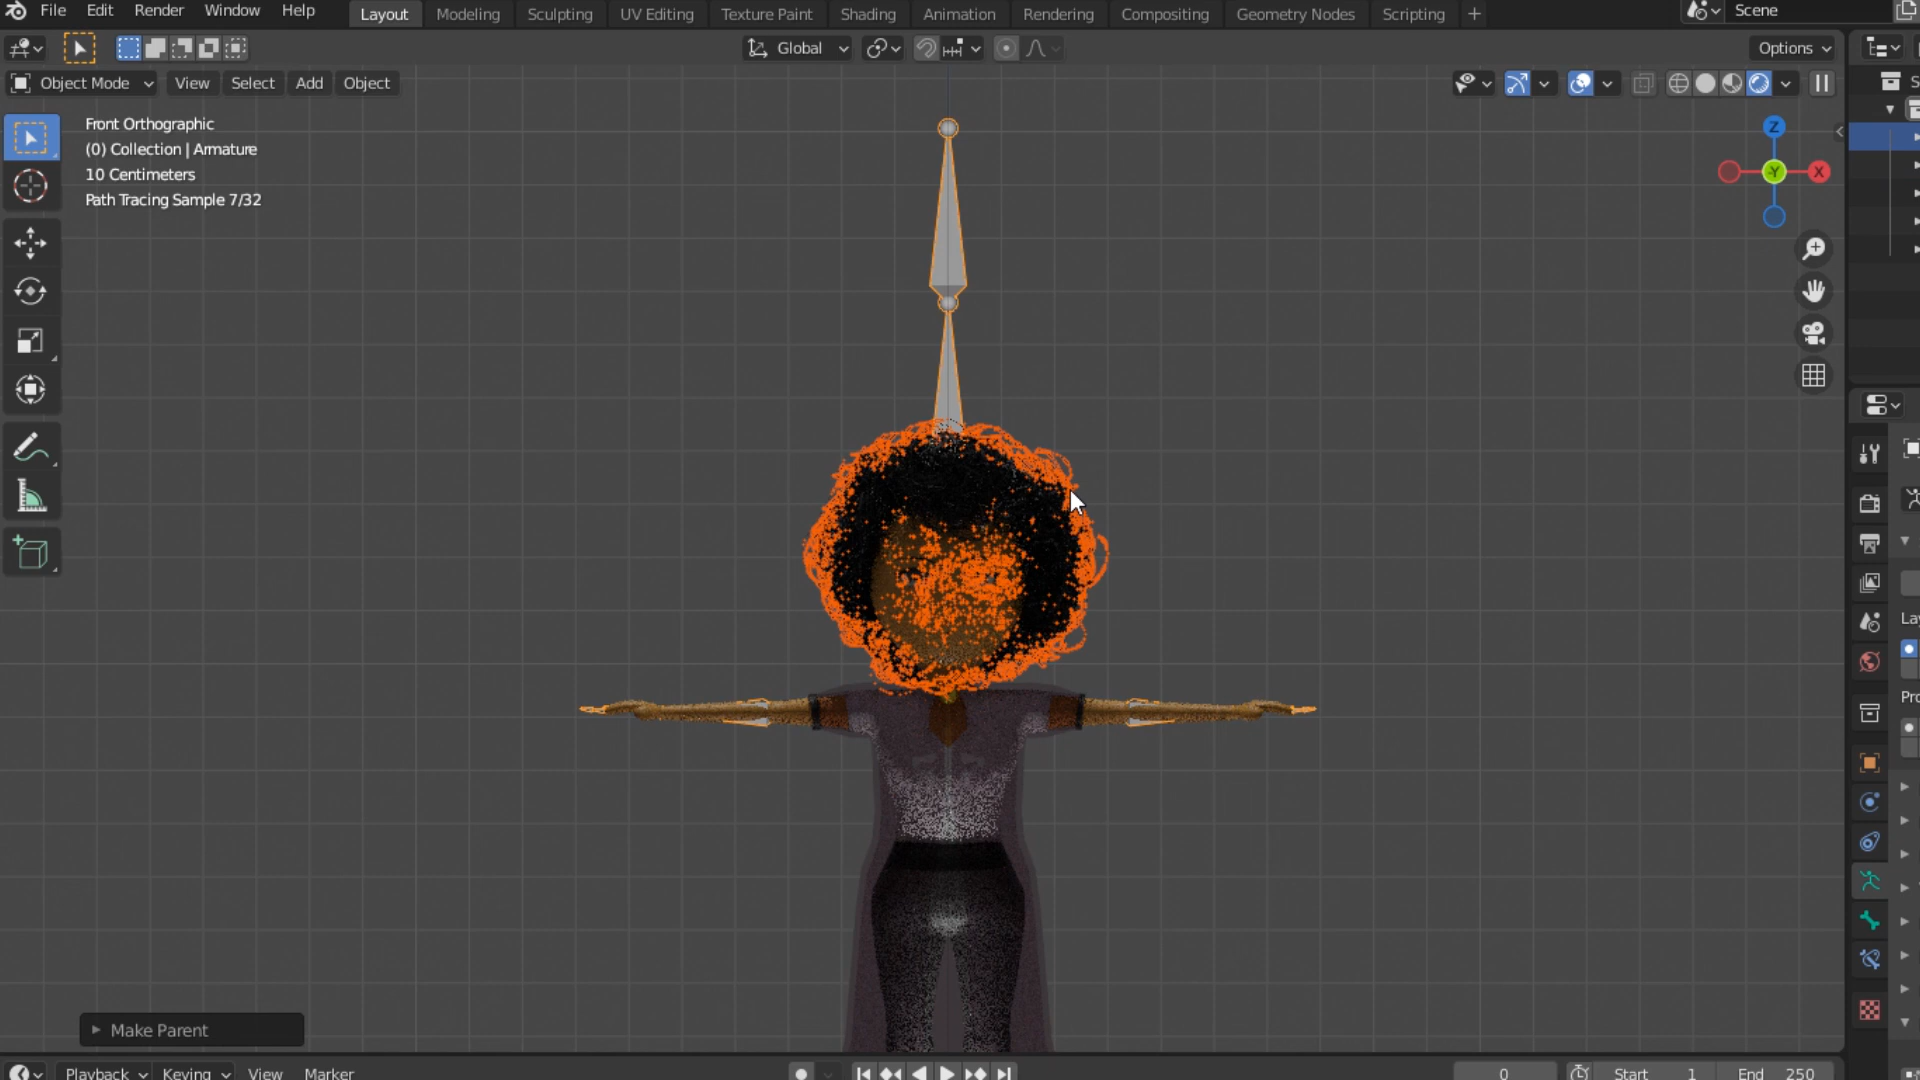 File Edit Render Window Help
Layout Modeling Sculpting UV Editing Texture Paint Shading Animation Rendering Compositing Geometry Nodes Scripting +
Scene
Global
Options
Object Mode View Select Add Object
Front Orthographic
(0) Collection | Armature
10 Centimeters
Path Tracing Sample 7/32
Z
-Y
X
Make Parent
Playback Keying View Marker
0 Start 1 End 250